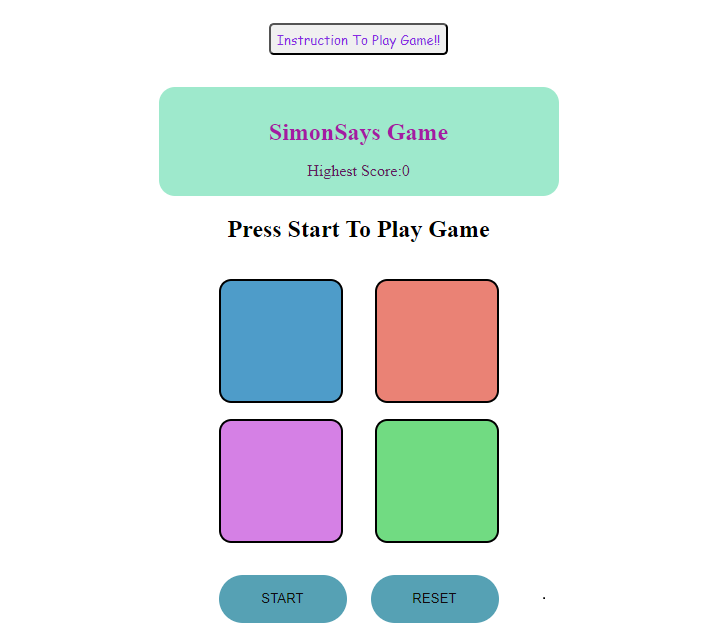 Instruction To Play Game!!
SimonSays Game
Highest Score:0
Press Start To Play Game
START
RESET
.